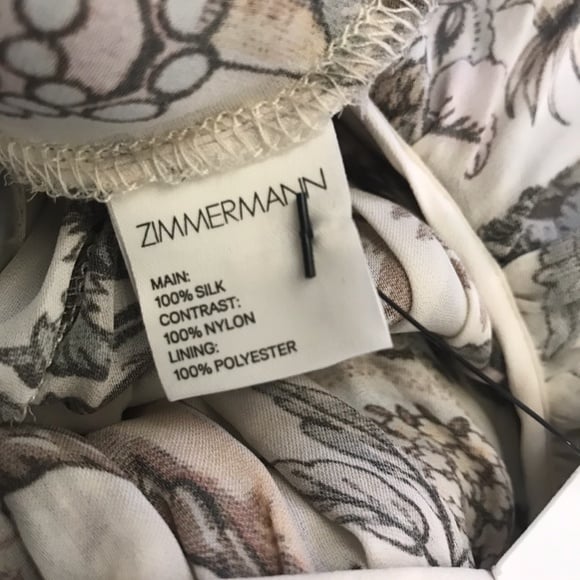 ZIMMERMANN
MAIN:
100% SILK
CONTRAST:
100% NYLON
LINING:
100% POLYESTER